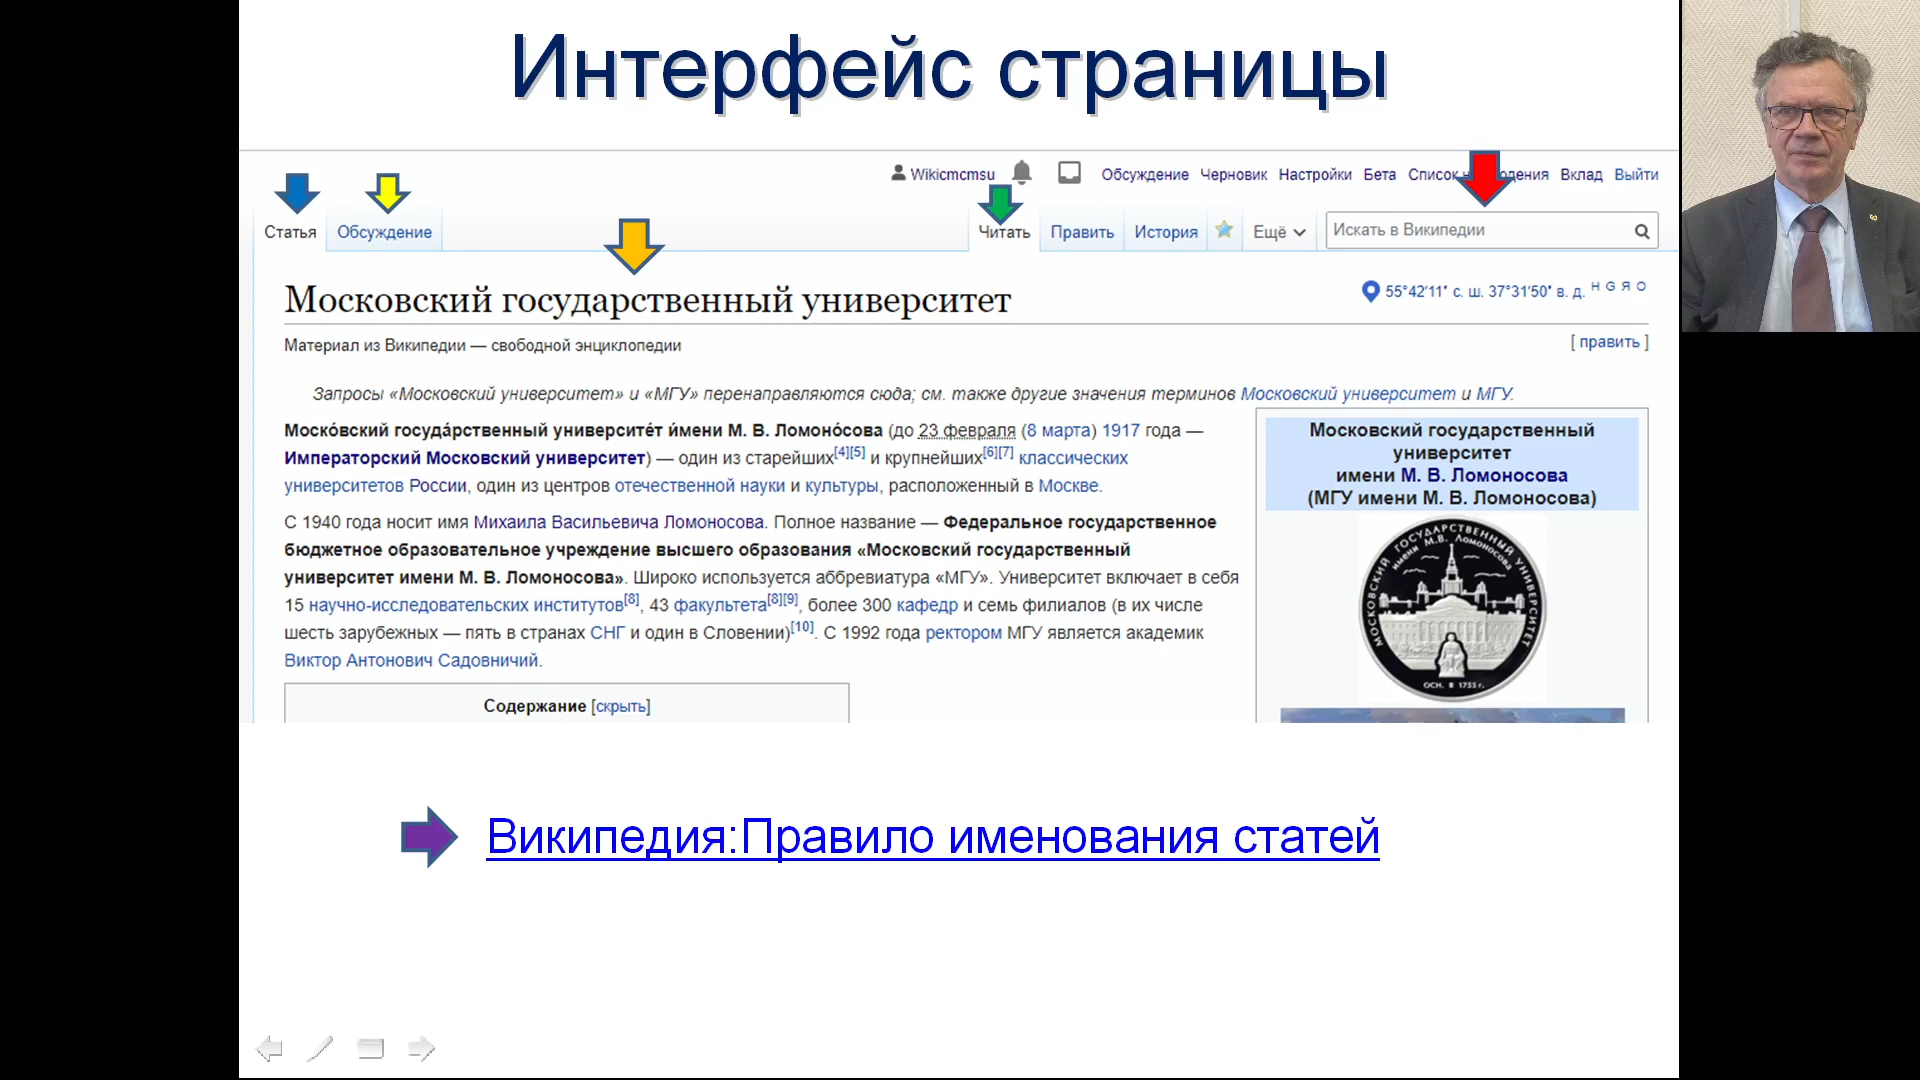 Интерфейс страницы
Wikicmcmsu Обсуждение Черновик Настройки Бета Список Вклад Выйти
Статья Обсуждение Читать Править История Ещё Искать в Википедии
Московский государственный университет
55°42′11″ с. ш. 37°31′50″ в. д. H G Я O
Материал из Википедии — свободной энциклопедии
[ править ]
Запросы «Московский университет» и «МГУ» перенаправляются сюда; см. также другие значения терминов Московский университет и МГУ.
Моско́вский госуда́рственный университе́т и́мени М. В. Ломоно́сова (до 23 февраля (8 марта) 1917 года —
Императорский Московский университет) — один из старейших[4][5] и крупнейших[6][7] классических
университетов России, один из центров отечественной науки и культуры, расположенный в Москве.
С 1940 года носит имя Михаила Васильевича Ломоносова. Полное название — Федеральное государственное
бюджетное образовательное учреждение высшего образования «Московский государственный
университет имени М. В. Ломоносова». Широко используется аббревиатура «МГУ». Университет включает в себя
15 научно-исследовательских институтов[8], 43 факультета[8][9], более 300 кафедр и семь филиалов (в их числе
шесть зарубежных — пять в странах СНГ и один в Словении)[10]. С 1992 года ректором МГУ является академик
Виктор Антонович Садовничий.
Содержание [скрыть]
Московский государственный
университет
имени М. В. Ломоносова
(МГУ имени М. В. Ломоносова)
МОСКОВСКИЙ ГОСУДАРСТВЕННЫЙ УНИВЕРСИТЕТ
имени М.В. Ломоносова
ОСН. В 1755 г.
Википедия:Правило именования статей